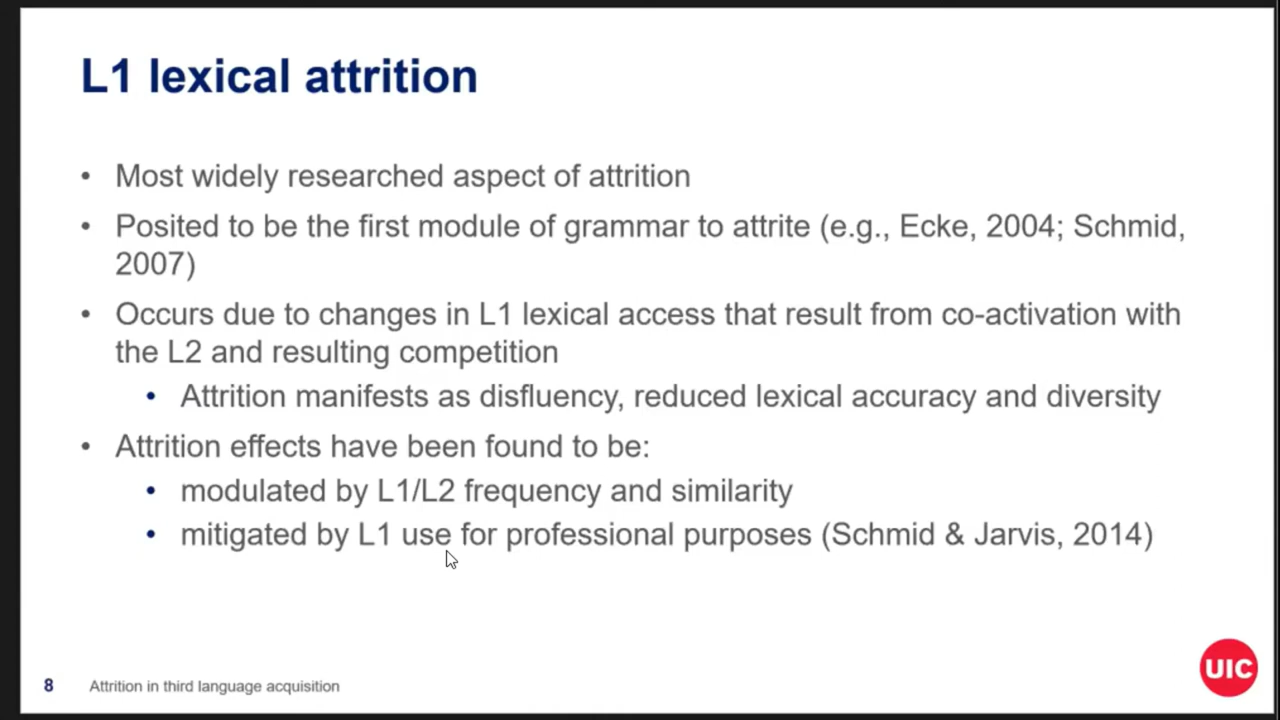 L1 lexical attrition
• Most widely researched aspect of attrition
• Posited to be the first module of grammar to attrite (e.g., Ecke, 2004; Schmid,
2007)
• Occurs due to changes in L1 lexical access that result from co-activation with
the L2 and resulting competition
• Attrition manifests as disfluency, reduced lexical accuracy and diversity
• Attrition effects have been found to be:
• modulated by L1/L2 frequency and similarity
• mitigated by L1 use for professional purposes (Schmid & Jarvis, 2014)
8 Attrition in third language acquisition
UIC